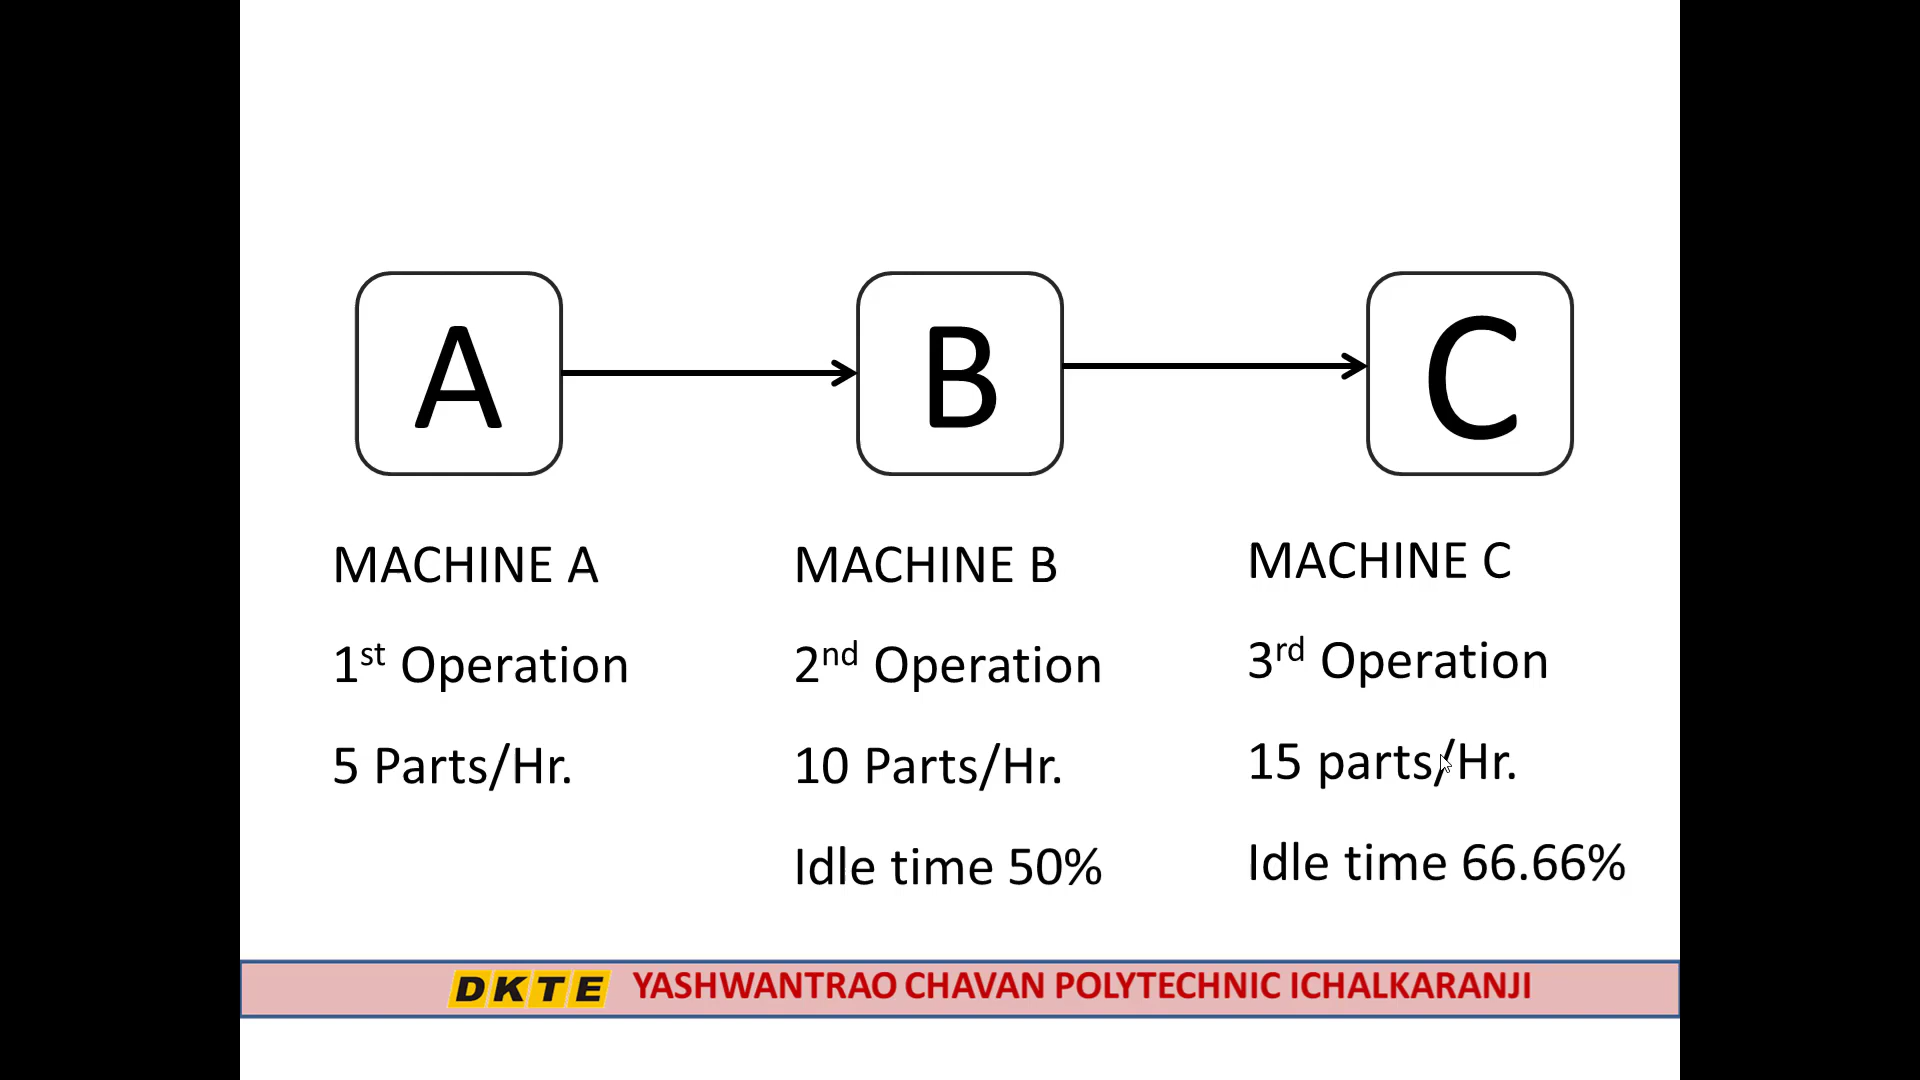 A
B
C
MACHINE A
1st Operation
5 Parts/Hr.
MACHINE B
2nd Operation
10 Parts/Hr.
Idle time 50%
MACHINE C
3rd Operation
15 parts/Hr.
Idle time 66.66%
DKTE YASHWANTRAO CHAVAN POLYTECHNIC ICHALKARANJI